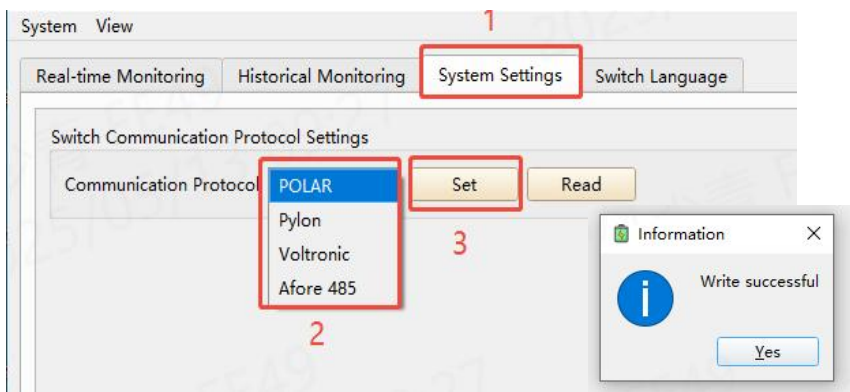 System View
1
Real-time Monitoring Historical Monitoring System Settings Switch Language
Switch Communication Protocol Settings
Communication Protocol POLAR Set Read
Pylon
Voltronic
Afore 485
2
3
Information
Write successful
Yes